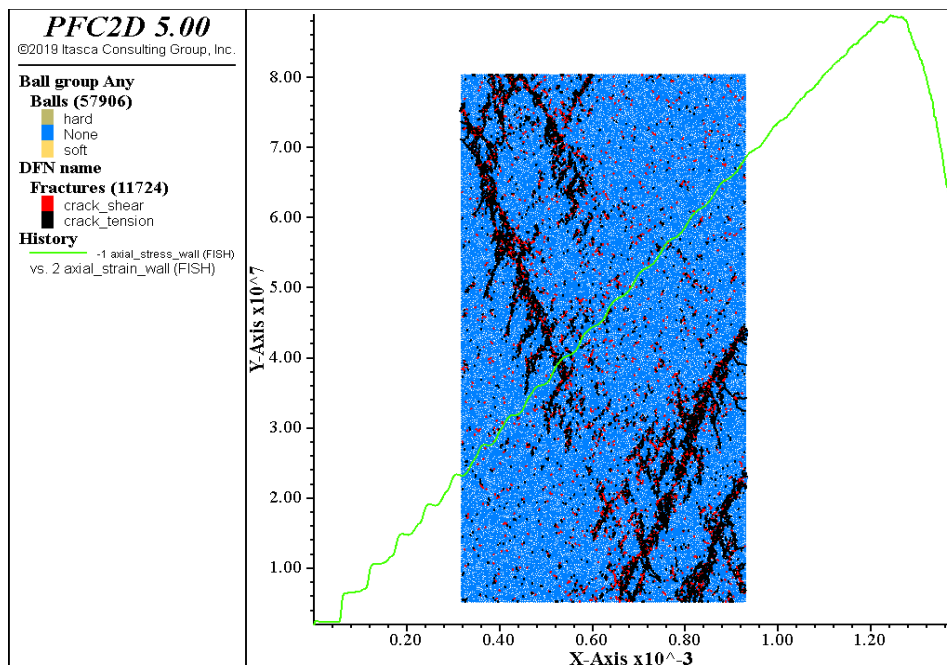 PFC2D 5.00
©2019 Itasca Consulting Group, Inc.
Ball group Any
Balls (57906)
hard
None
soft
DFN name
Fractures (11724)
crack_shear
crack_tension
History
-1 axial_stress_wall (FISH)
vs. 2 axial_strain_wall (FISH)
Y-Axis x10^7
8.00
7.00
6.00
5.00
4.00
3.00
2.00
1.00
0.20
0.40
0.60
0.80
1.00
1.20
X-Axis x10^-3